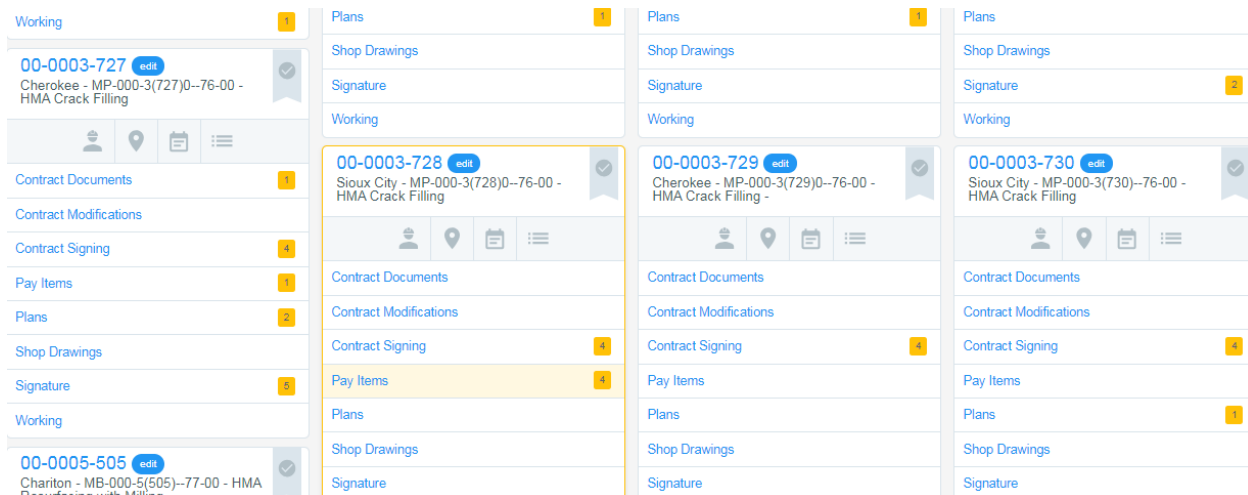 Working 1
00-0003-727 edit
Cherokee - MP-000-3(727)0--76-00 -
HMA Crack Filling
Contract Documents 1
Contract Modifications
Contract Signing 4
Pay Items 1
Plans 2
Shop Drawings
Signature 5
Working
00-0005-505 edit
Chariton - MB-000-5(505)--77-00 - HMA
Resurfacing with Milling
Plans 1
Shop Drawings
Signature
Working
00-0003-728 edit
Sioux City - MP-000-3(728)0--76-00 -
HMA Crack Filling
Contract Documents
Contract Modifications
Contract Signing 4
Pay Items 4
Plans
Shop Drawings
Signature
Plans 1
Shop Drawings
Signature
Working
00-0003-729 edit
Cherokee - MP-000-3(729)0--76-00 -
HMA Crack Filling -
Contract Documents
Contract Modifications
Contract Signing 4
Pay Items
Plans
Shop Drawings
Signature
Plans
Shop Drawings
Signature 2
Working
00-0003-730 edit
Sioux City - MP-000-3(730)--76-00 -
HMA Crack Filling
Contract Documents
Contract Modifications
Contract Signing 4
Pay Items
Plans 1
Shop Drawings
Signature